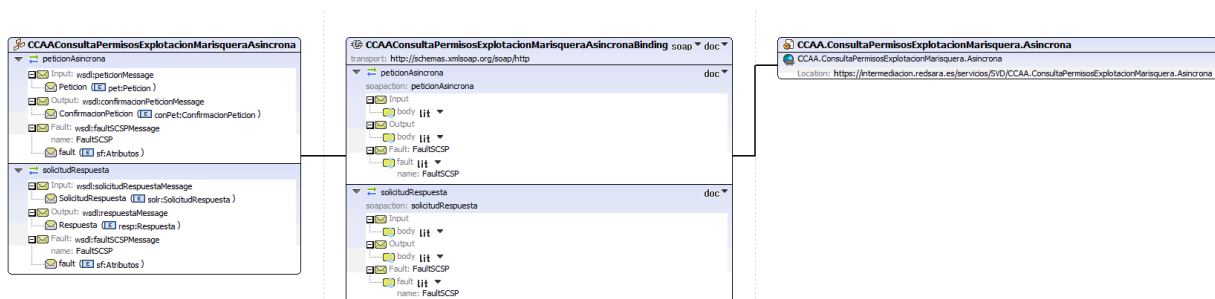 CCAAConsultaPermisosExplotacionMarisqueraAsincrona
peticionAsincrona
Input: wsdl:peticionMessage
Peticion ( E pet:Peticion )
Output: wsdl:confirmacionPeticionMessage
ConfirmacionPeticion ( E conPet:ConfirmacionPeticion )
Fault: wsdl:faultSCSPMessage
name: FaultSCSP
fault ( E sf:Atributos )
solicitudRespuesta
Input: wsdl:solicitudRespuestaMessage
SolicitudRespuesta ( E solr:SolicitudRespuesta )
Output: wsdl:respuestaMessage
Respuesta ( E resp:Respuesta )
Fault: wsdl:faultSCSPMessage
name: FaultSCSP
fault ( E sf:Atributos )
CCAAConsultaPermisosExplotacionMarisqueraAsincronaBinding soap doc
transport: http://schemas.xmlsoap.org/soap/http
peticionAsincrona doc
soapaction: peticionAsincrona
Input
body lit
Output
body lit
Fault: FaultSCSP
fault lit
name: FaultSCSP
solicitudRespuesta doc
soapaction: solicitudRespuesta
Input
body lit
Output
body lit
Fault: FaultSCSP
fault lit
name: FaultSCSP
CCAA.ConsultaPermisosExplotacionMarisquera.Asincrona
CCAA.ConsultaPermisosExplotacionMarisquera.Asincrona
Location: https://intermediacion.redsara.es/servicios/SVD/CCAA.ConsultaPermisosExplotacionMarisquera.Asincrona